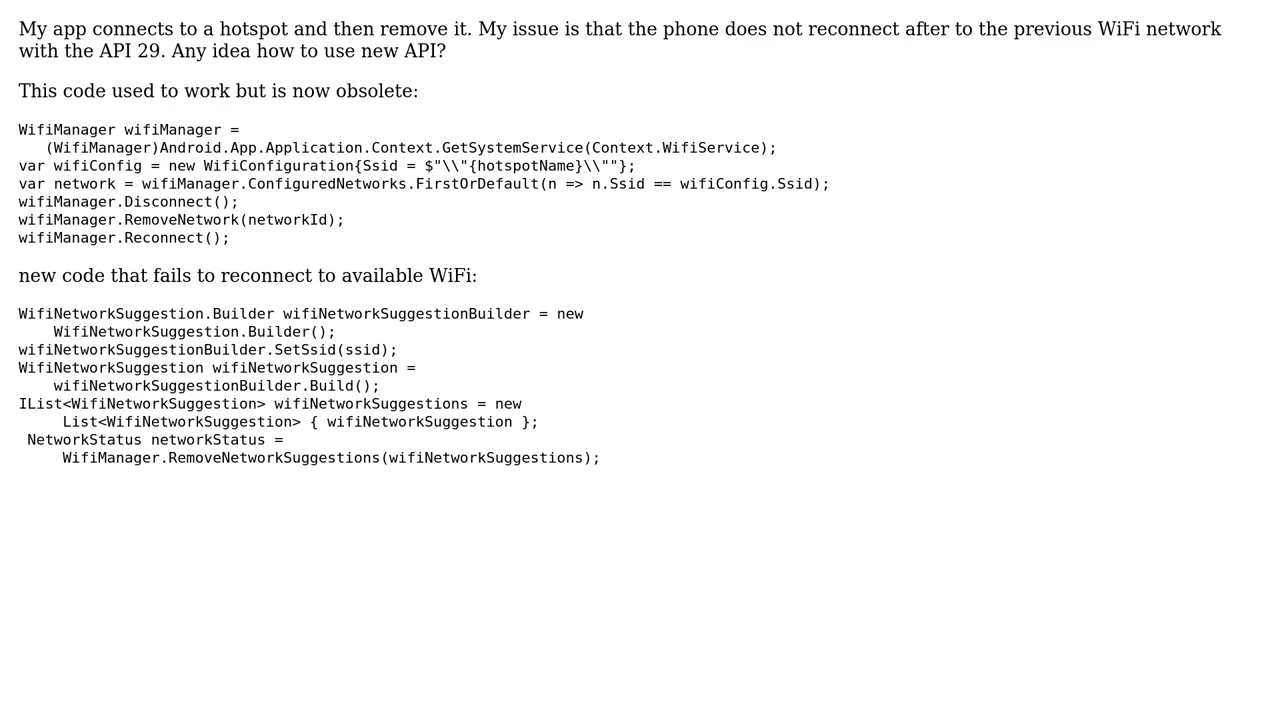 My app connects to a hotspot and then remove it. My issue is that the phone does not reconnect after to the previous WiFi network
with the API 29. Any idea how to use new API?
This code used to work but is now obsolete:
WifiManager wifiManager =
   (WifiManager)Android.App.Application.Context.GetSystemService(Context.WifiService);
var wifiConfig = new WifiConfiguration{Ssid = $"\\"{hotspotName}\\""};
var network = wifiManager.ConfiguredNetworks.FirstOrDefault(n => n.Ssid == wifiConfig.Ssid);
wifiManager.Disconnect();
wifiManager.RemoveNetwork(networkId);
wifiManager.Reconnect();
new code that fails to reconnect to available WiFi:
WifiNetworkSuggestion.Builder wifiNetworkSuggestionBuilder = new
    WifiNetworkSuggestion.Builder();
wifiNetworkSuggestionBuilder.SetSsid(ssid);
WifiNetworkSuggestion wifiNetworkSuggestion =
    wifiNetworkSuggestionBuilder.Build();
IList<WifiNetworkSuggestion> wifiNetworkSuggestions = new
     List<WifiNetworkSuggestion> { wifiNetworkSuggestion };
 NetworkStatus networkStatus =
     WifiManager.RemoveNetworkSuggestions(wifiNetworkSuggestions);